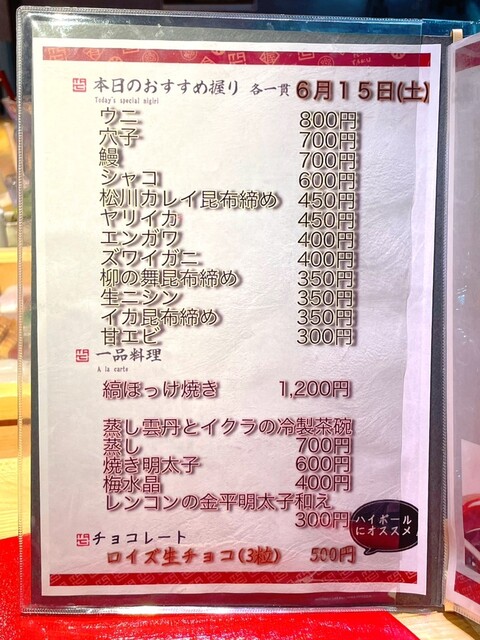 本日のおすすめ握り 各一貫 6月15日(土)
Today's special nigiri
ウニ 800円
穴子 700円
鰻 700円
シャコ 600円
松川カレイ昆布締め 450円
ヤリイカ 450円
エンガワ 400円
ズワイガニ 400円
柳の舞昆布締め 350円
生ニシン 350円
イカ昆布締め 350円
甘エビ 300円
一品料理
A la carte
縞ほっけ焼き 1,200円
蒸し雲丹とイクラの冷製茶碗
蒸し 700円
焼き明太子 600円
梅水晶 400円
レンコンの金平明太子和え
300円
ハイボール
にオススメ
チョコレート
ロイズ生チョコ(3粒) 500円